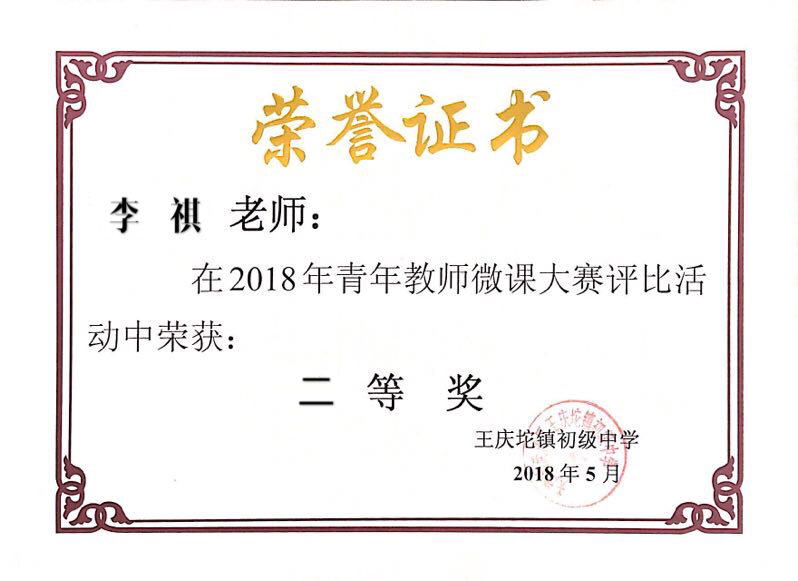 荣誉证书
李祺老师：
在2018年青年教师微课大赛评比活
动中荣获：
二等奖
王庆坨镇初级中学
2018年5月